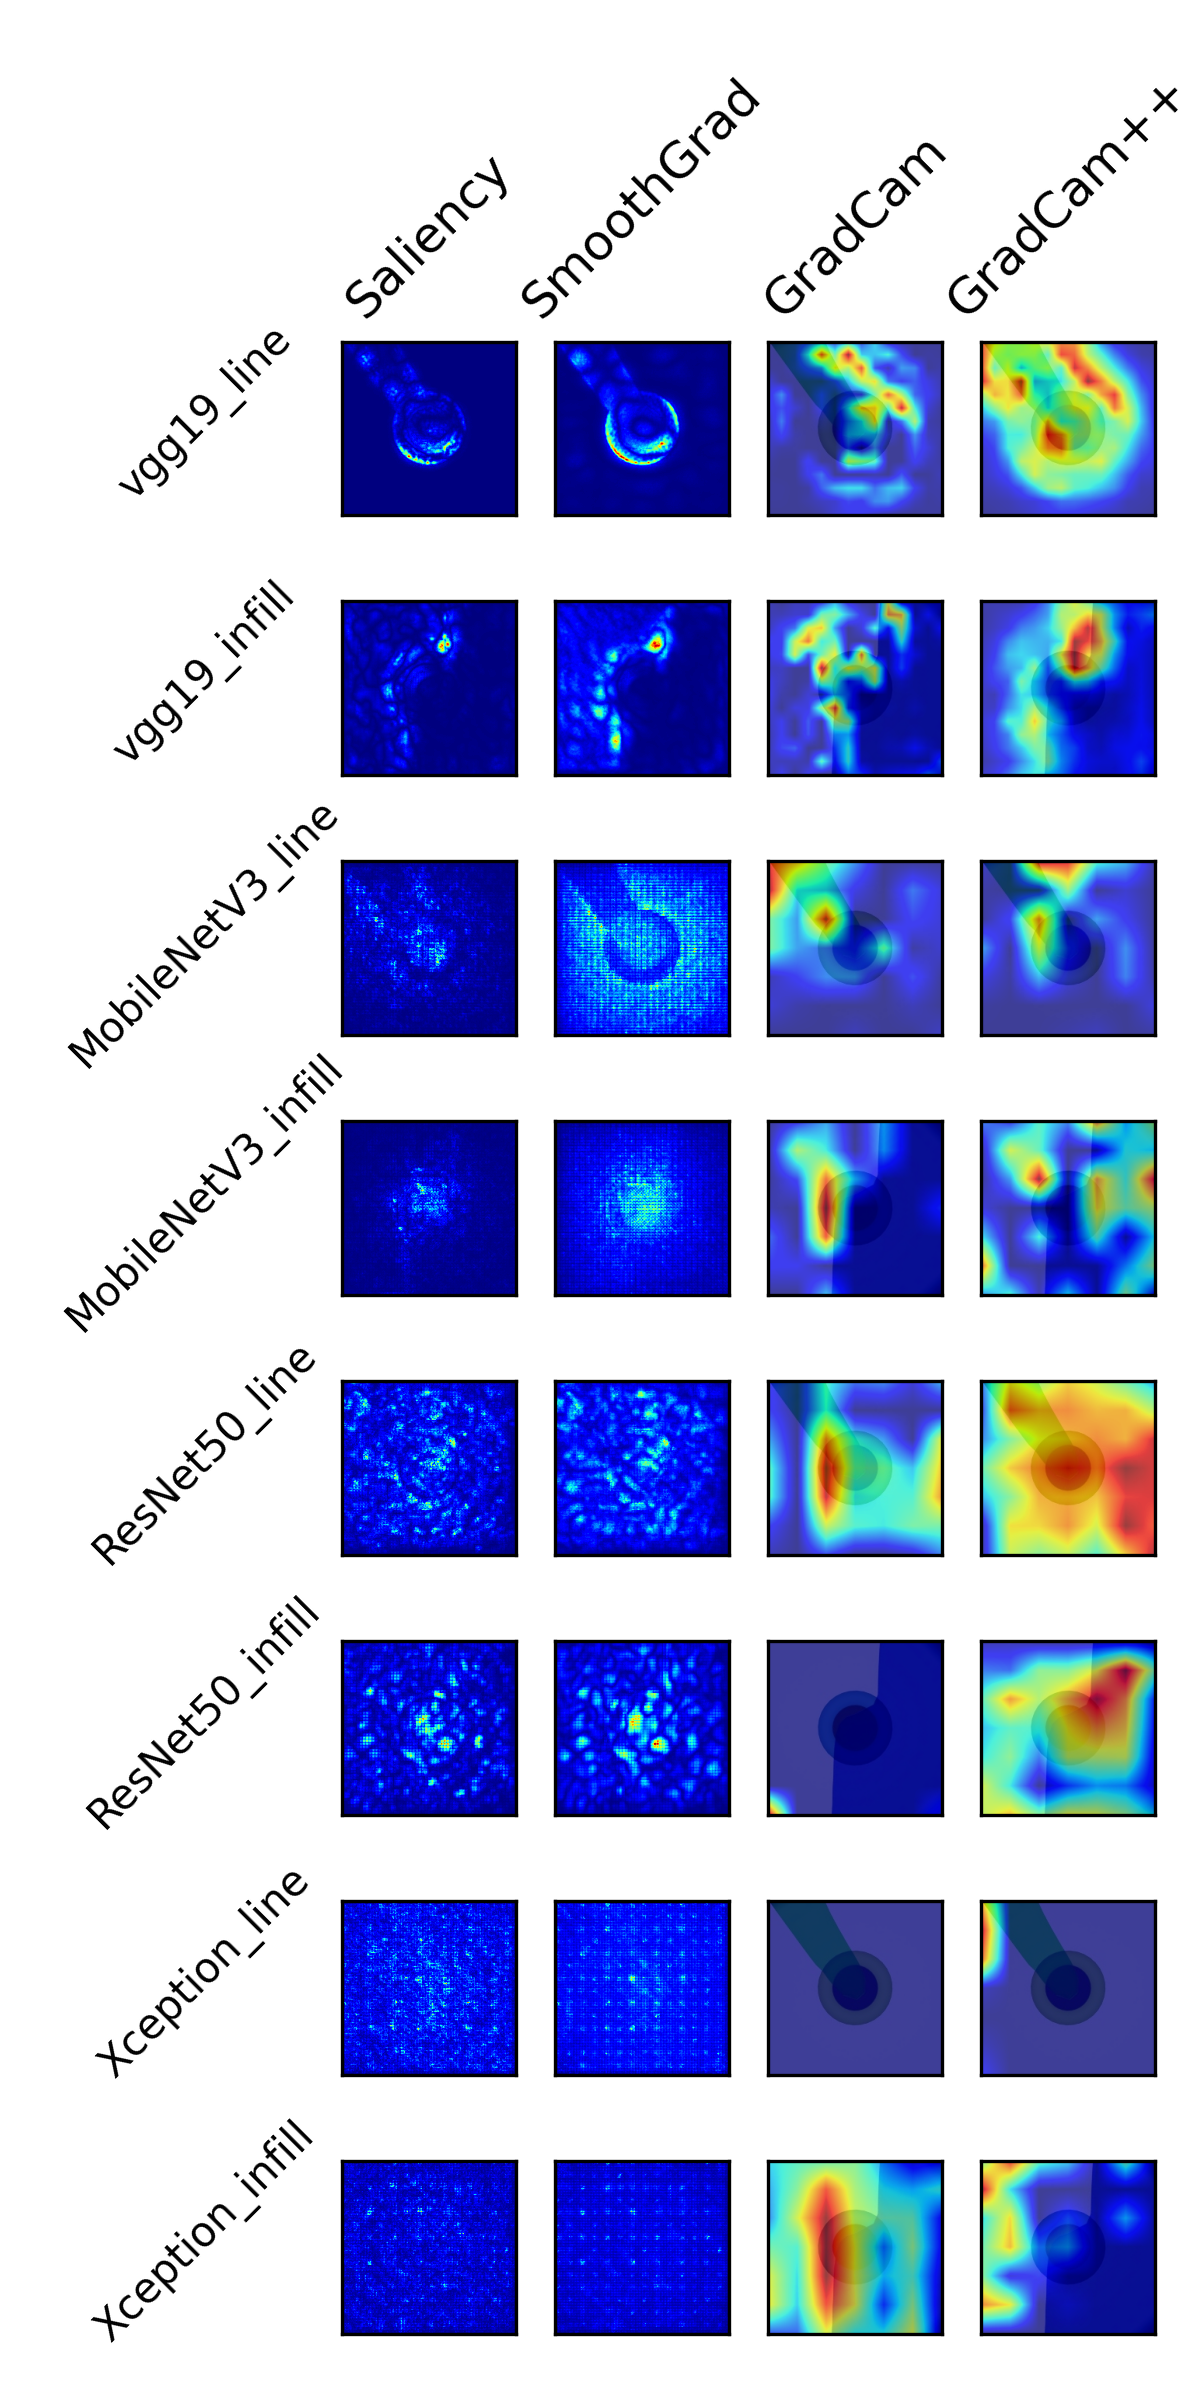 Saliency
SmoothGrad
GradCam
GradCam++
vgg19_line
vgg19_infill
MobileNetV3_line
MobileNetV3_infill
ResNet50_line
ResNet50_infill
Xception_line
Xception_infill